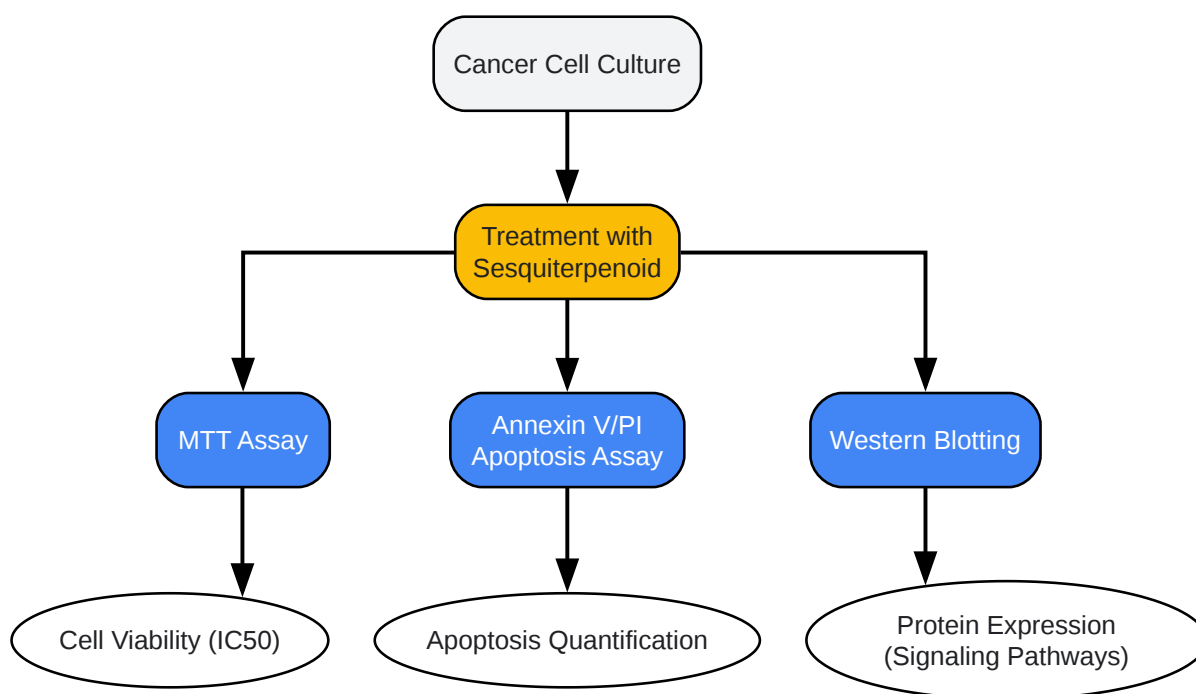 Cancer Cell Culture
Treatment with
Sesquiterpenoid
MTT Assay
Annexin V/PI
Apoptosis Assay
Western Blotting
Cell Viability (IC50)
Apoptosis Quantification
Protein Expression
(Signaling Pathways)